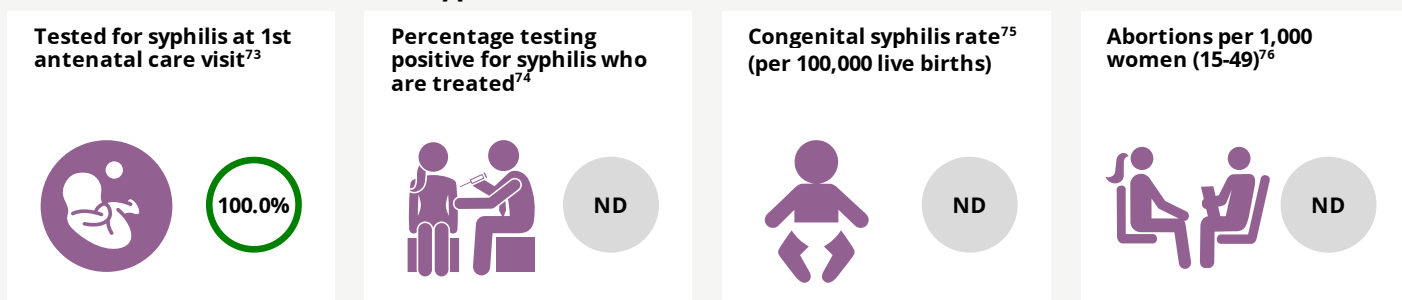 Tested for syphilis at 1st
antenatal care visit73
100.0%
Percentage testing
positive for syphilis who
are treated74
ND
Congenital syphilis rate75
(per 100,000 live births)
ND
Abortions per 1,000
women (15-49)76
ND